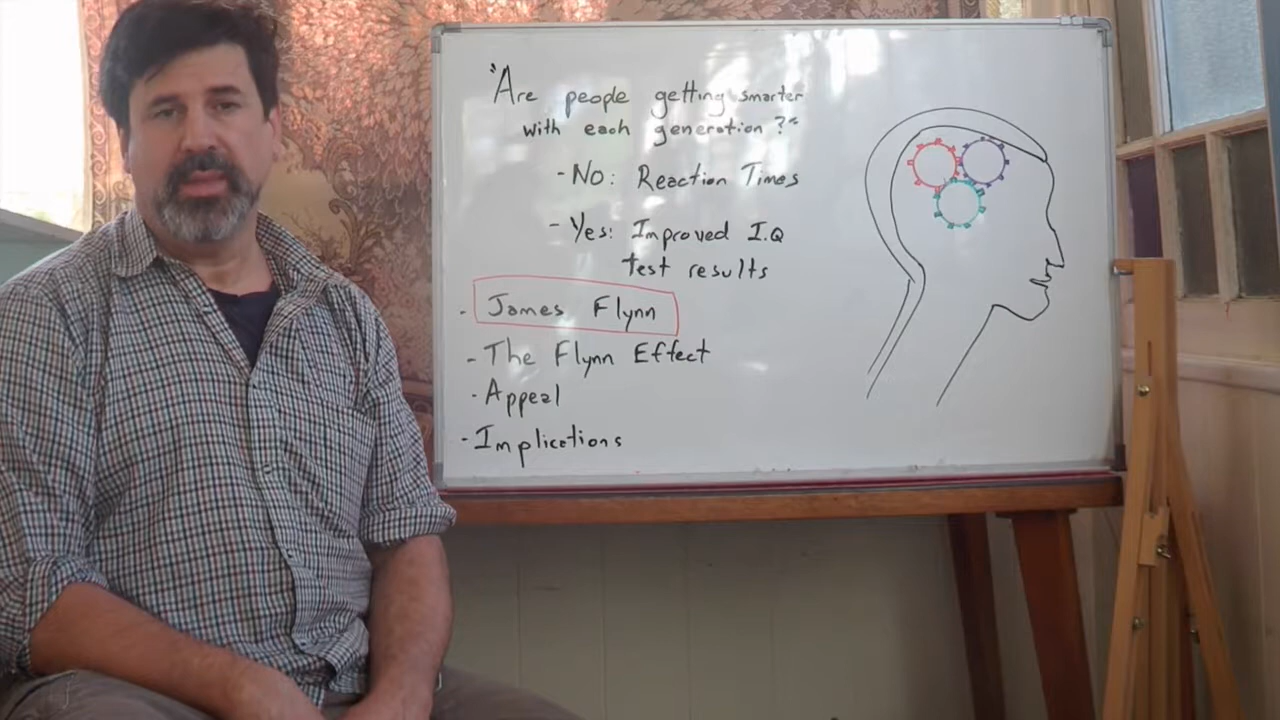 "Are people getting smarter
with each generation?"
- No: Reaction Times
- Yes: Improved I.Q
test results
- James Flynn
- The Flynn Effect
- Appeal
- Implications